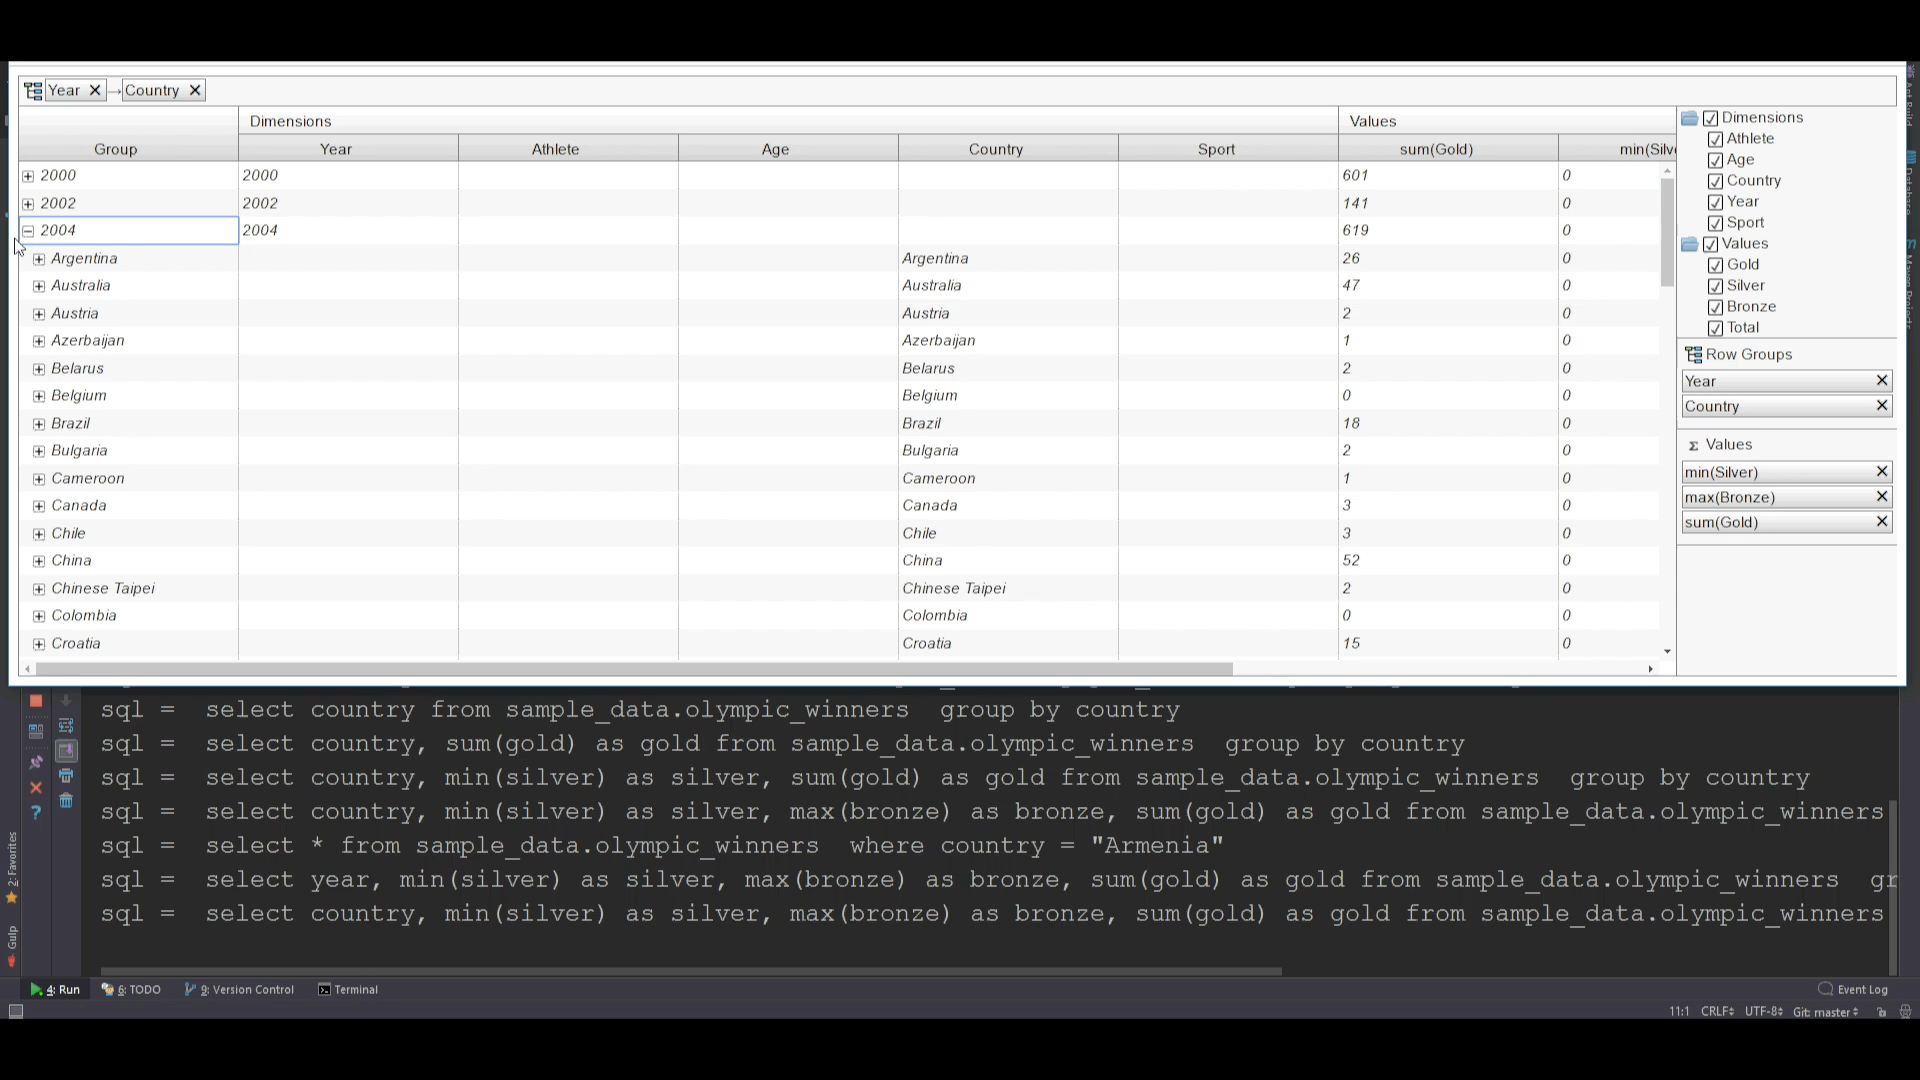 Year → Country
Dimensions Values
Group Year Athlete Age Country Sport sum(Gold)
2000 2000 601 0
2002 2002 141 0
2004 2004 619 0
Argentina Argentina 26 0
Australia Australia 47 0
Austria Austria 2 0
Azerbaijan Azerbaijan 1 0
Belarus Belarus 2 0
Belgium Belgium 0 0
Brazil Brazil 18 0
Bulgaria Bulgaria 2 0
Cameroon Cameroon 1 0
Canada Canada 3 0
Chile Chile 3 0
China China 52 0
Chinese Taipei Chinese Taipei 2 0
Colombia Colombia 0 0
Croatia Croatia 15 0
Dimensions
Athlete
Age
Country
Year
Sport
Values
Gold
Silver
Bronze
Total
Row Groups
Year
Country
Σ Values
min(Silver)
max(Bronze)
sum(Gold)
sql = select country from sample_data.olympic_winners group by country
sql = select country, sum(gold) as gold from sample_data.olympic_winners group by country
sql = select country, min(silver) as silver, sum(gold) as gold from sample_data.olympic_winners group by country
sql = select country, min(silver) as silver, max(bronze) as bronze, sum(gold) as gold from sample_data.olympic_winners
sql = select * from sample_data.olympic_winners where country = "Armenia"
sql = select year, min(silver) as silver, max(bronze) as bronze, sum(gold) as gold from sample_data.olympic_winners gr
sql = select country, min(silver) as silver, max(bronze) as bronze, sum(gold) as gold from sample_data.olympic_winners
2: Favorites
Gulp
4: Run 6: TODO 9: Version Control Terminal Event Log
11:1 CRLF UTF-8 Git: master